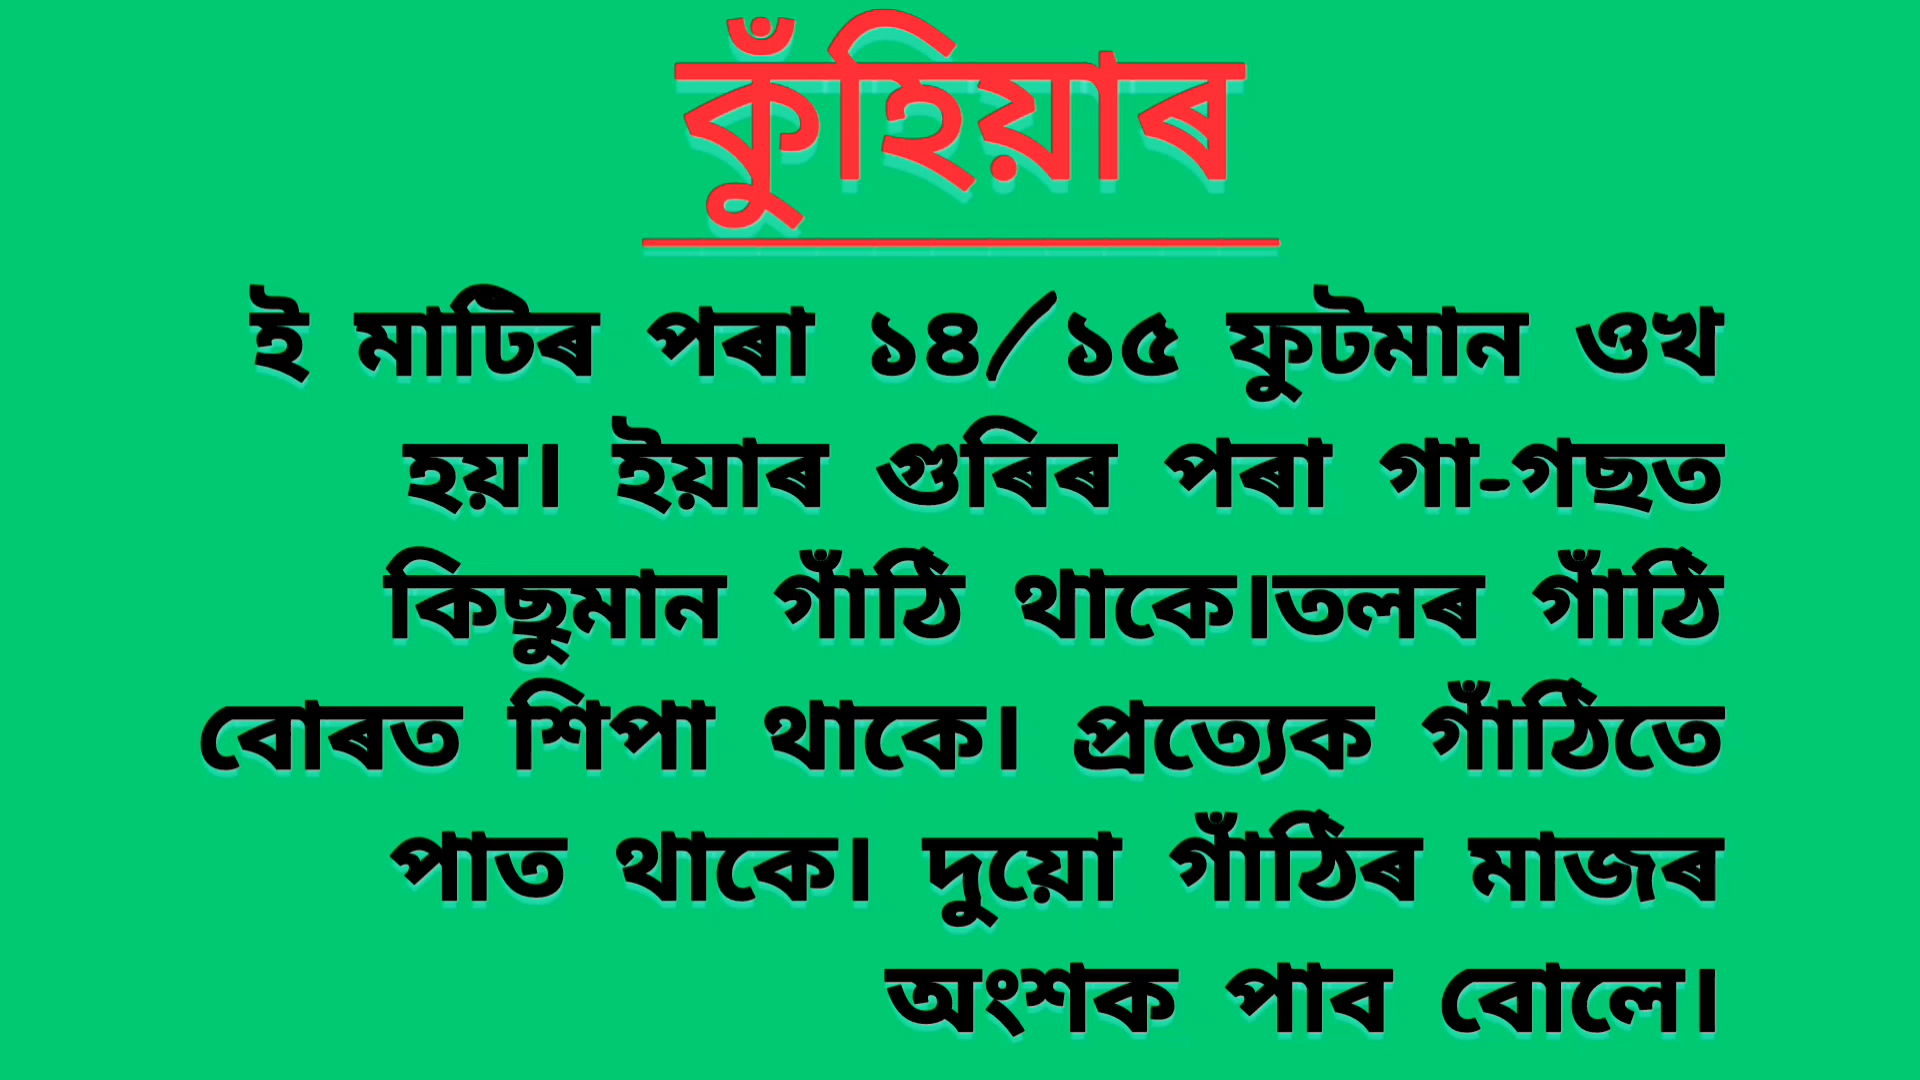 কুঁহিয়াৰ
ই মাটিৰ পৰা ১৪/১৫ ফুটমান ওখ
হয়। ইয়াৰ গুৰিৰ পৰা গা-গছত
কিছুমান গাঁঠি থাকে।তলৰ গাঁঠি
বোৰত শিপা থাকে। প্ৰত্যেক গাঁঠিতে
পাত থাকে। দুয়ো গাঁঠিৰ মাজৰ
অংশক পাব বোলে।